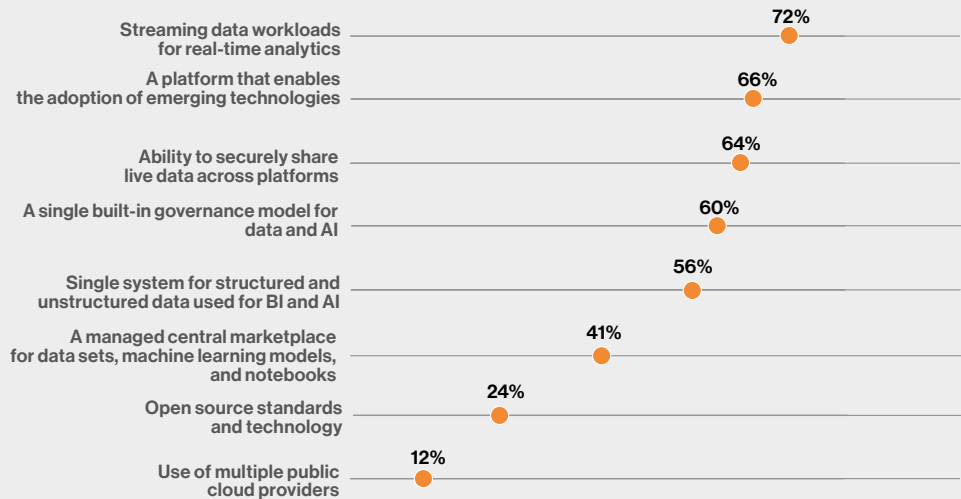 72%
Streaming data workloads
for real-time analytics
66%
A platform that enables
the adoption of emerging technologies
64%
Ability to securely share
live data across platforms
60%
A single built-in governance model for
data and AI
56%
Single system for structured and
unstructured data used for BI and AI
41%
A managed central marketplace
for data sets, machine learning models,
and notebooks
24%
Open source standards
and technology
12%
Use of multiple public
cloud providers